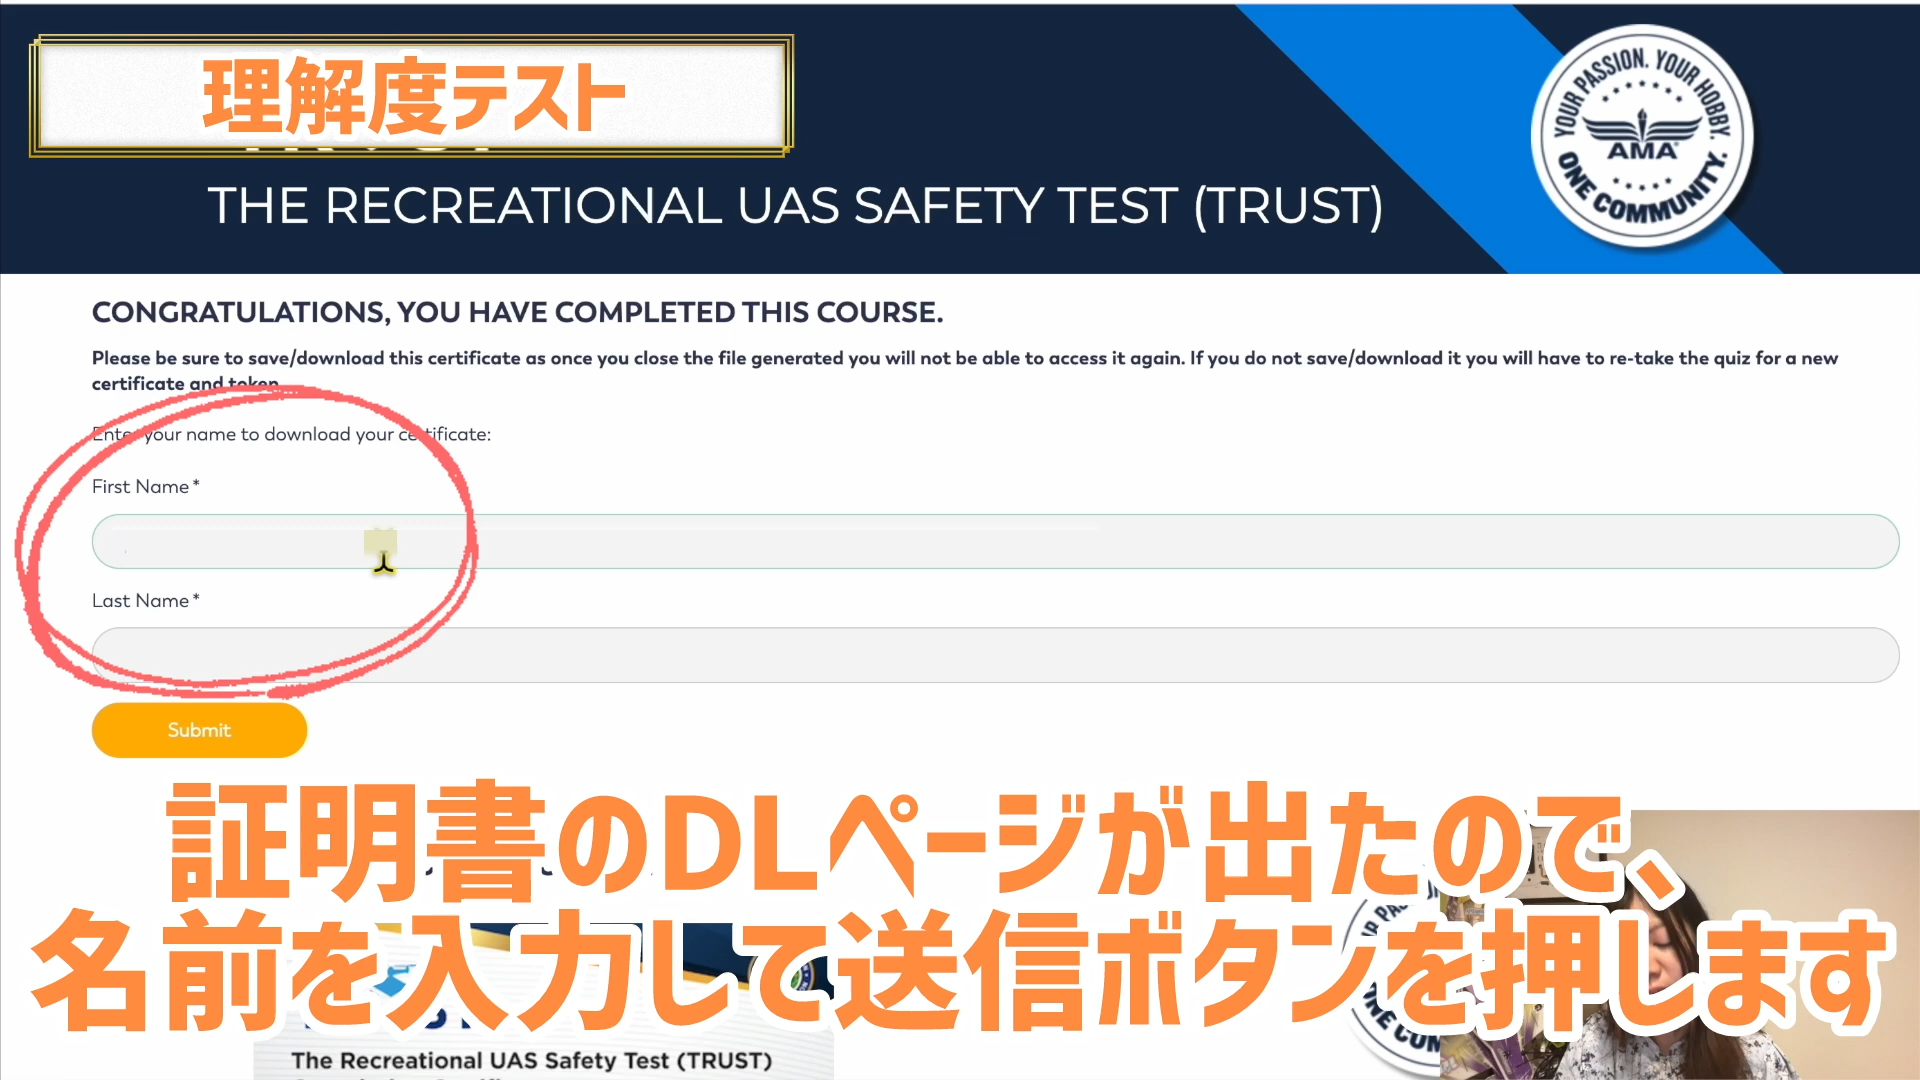 理解度テスト
THE RECREATIONAL UAS SAFETY TEST (TRUST)
YOUR PASSION. YOUR HOBBY.
AMA
ONE COMMUNITY.
CONGRATULATIONS, YOU HAVE COMPLETED THIS COURSE.
Please be sure to save/download this certificate as once you close the file generated you will not be able to access it again. If you do not save/download it you will have to re-take the quiz for a new
certificate and token.
Enter your name to download your certificate:
First Name*
Last Name*
Submit
証明書のDLページが出たので、
名前を入力して送信ボタンを押します
The Recreational UAS Safety Test (TRUST)